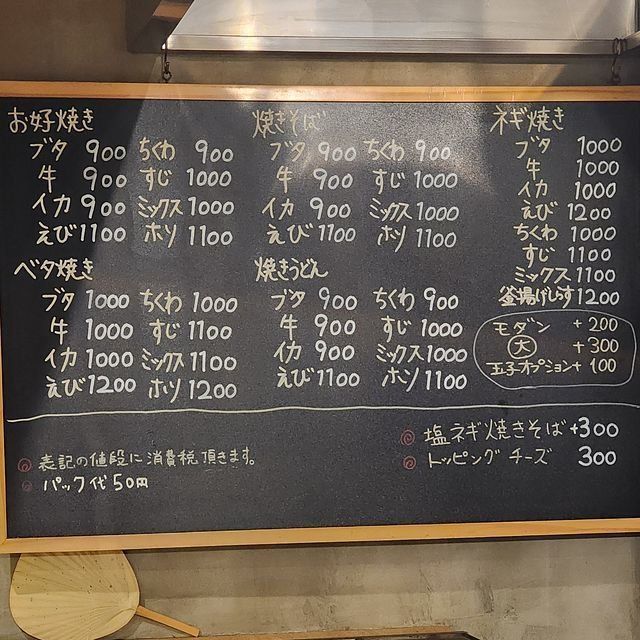 お好焼き
ブタ 900 ちくわ 900
牛 900 すじ 1000
イカ 900 ミックス 1000
えび 1100 ホソ 1100
ベタ焼き
ブタ 1000 ちくわ 1000
牛 1000 すじ 1100
イカ 1000 ミックス 1100
えび 1200 ホソ 1200
焼きそば
ブタ 900 ちくわ 900
牛 900 すじ 1000
イカ 900 ミックス 1000
えび 1100 ホソ 1100
焼きうどん
ブタ 900 ちくわ 900
牛 900 すじ 1000
イカ 900 ミックス 1000
えび 1100 ホソ 1100
ネギ焼き
ブタ 1000
牛 1000
イカ 1000
えび 1200
ちくわ 1000
すじ 1100
ミックス 1100
釜揚げしらす 1200
モダン +200
大 +300
玉子オプション+ 100
塩ネギ焼きそば +300
トッピングチーズ 300
表記の値段に消費税頂きます。
パック代50円